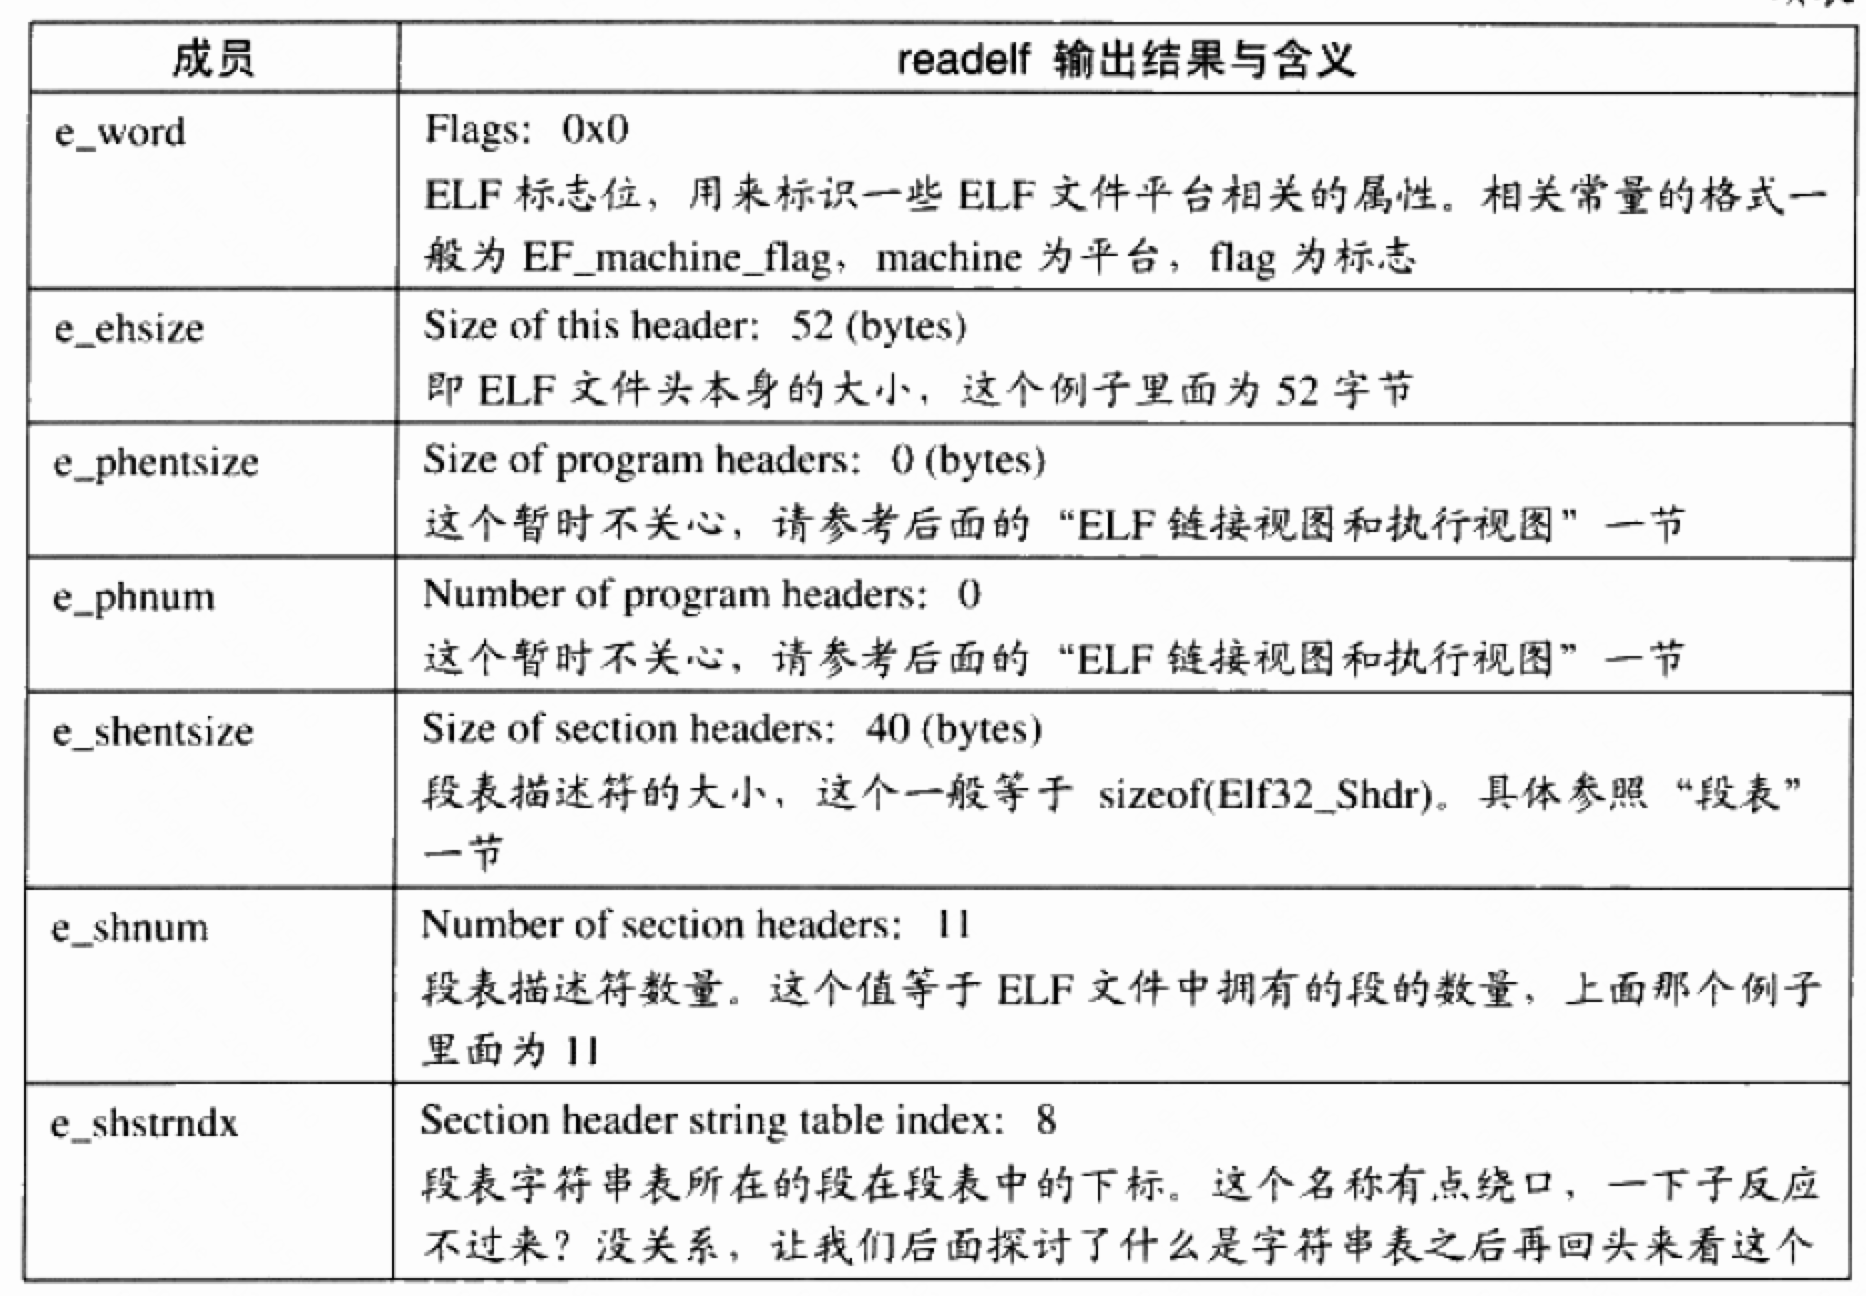 成员
readelf 输出结果与含义
e_word
Flags: 0x0
ELF 标志位，用来标识一些 ELF 文件平台相关的属性。相关常量的格式一
般为 EF_machine_flag，machine 为平台，flag 为标志
e_ehsize
Size of this header: 52 (bytes)
即 ELF 文件头本身的大小，这个例子里面为 52 字节
e_phentsize
Size of program headers: 0 (bytes)
这个暂时不关心，请参考后面的“ELF 链接视图和执行视图”一节
e_phnum
Number of program headers: 0
这个暂时不关心，请参考后面的“ELF 链接视图和执行视图”一节
e_shentsize
Size of section headers: 40 (bytes)
段表描述符的大小，这个一般等于 sizeof(Elf32_Shdr)。具体参照“段表”
一节
e_shnum
Number of section headers: 11
段表描述符数量。这个值等于 ELF 文件中拥有的段的数量，上面那个例子
里面为 11
e_shstrndx
Section header string table index: 8
段表字符串表所在的段在段表中的下标。这个名称有点绕口，一下子反应
不过来？没关系，让我们后面探讨了什么是字符串表之后再回头来看这个